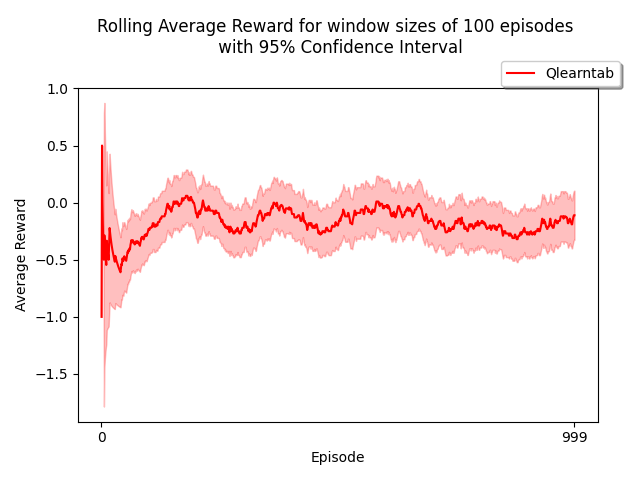 Rolling Average Reward for window sizes of 100 episodes
with 95% Confidence Interval
Qlearntab
1.0
0.5
0.0
−0.5
−1.0
−1.5
Average Reward
0
999
Episode